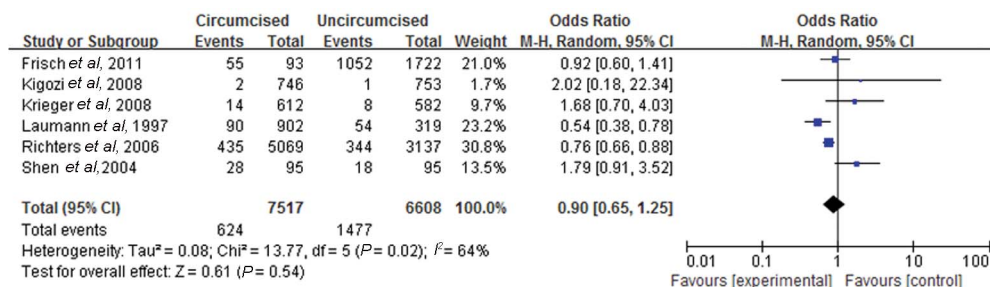 Circumcised Uncircumcised Odds Ratio Odds Ratio
Study or Subgroup Events Total Events Total Weight M-H, Random, 95% CI M-H, Random, 95% CI
Frisch et al, 2011 55 93 1052 1722 21.0% 0.92 [0.60, 1.41]
Kigozi et al, 2008 2 746 1 753 1.7% 2.02 [0.18, 22.34]
Krieger et al, 2008 14 612 8 582 9.7% 1.68 [0.70, 4.03]
Laumann et al, 1997 90 902 54 319 23.2% 0.54 [0.38, 0.78]
Richters et al, 2006 435 5069 344 3137 30.8% 0.76 [0.66, 0.88]
Shen et al,2004 28 95 18 95 13.5% 1.79 [0.91, 3.52]
Total (95% CI) 7517 6608 100.0% 0.90 [0.65, 1.25]
Total events 624 1477
Heterogeneity: Tau² = 0.08; Chi² = 13.77, df = 5 (P = 0.02); I² = 64%
Test for overall effect: Z = 0.61 (P = 0.54)
0.01 0.1 1 10 100
Favours [experimental] Favours [control]